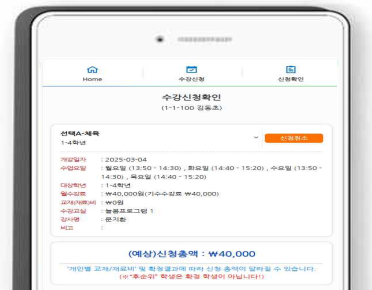 Home
수강신청
신청확인
수강신청확인
(1-1-100 김동초)
선택A-체육
1-4학년
신청취소
개강일자 : 2025-03-04
수업요일 : 월요일 (13:50 - 14:30) , 화요일 (14:40 - 15:20) , 수요일 (13:50 -
14:30) , 목요일 (14:40 - 15:20)
대상학년 : 1-4학년
월수강료 : ₩40,000원(기수수강료 ₩40,000)
교재/재료비 : ₩0원
수강교실 : 늘봄프로그램 1
강사명 : 문지환
비고 :
(예상)신청총액 : ₩40,000
'개인별 교재/재료비' 및 확정결과에 따라 신청 총액이 달라질 수 있습니다.
(※"후순위" 학생은 확정 학생이 아닙니다!)